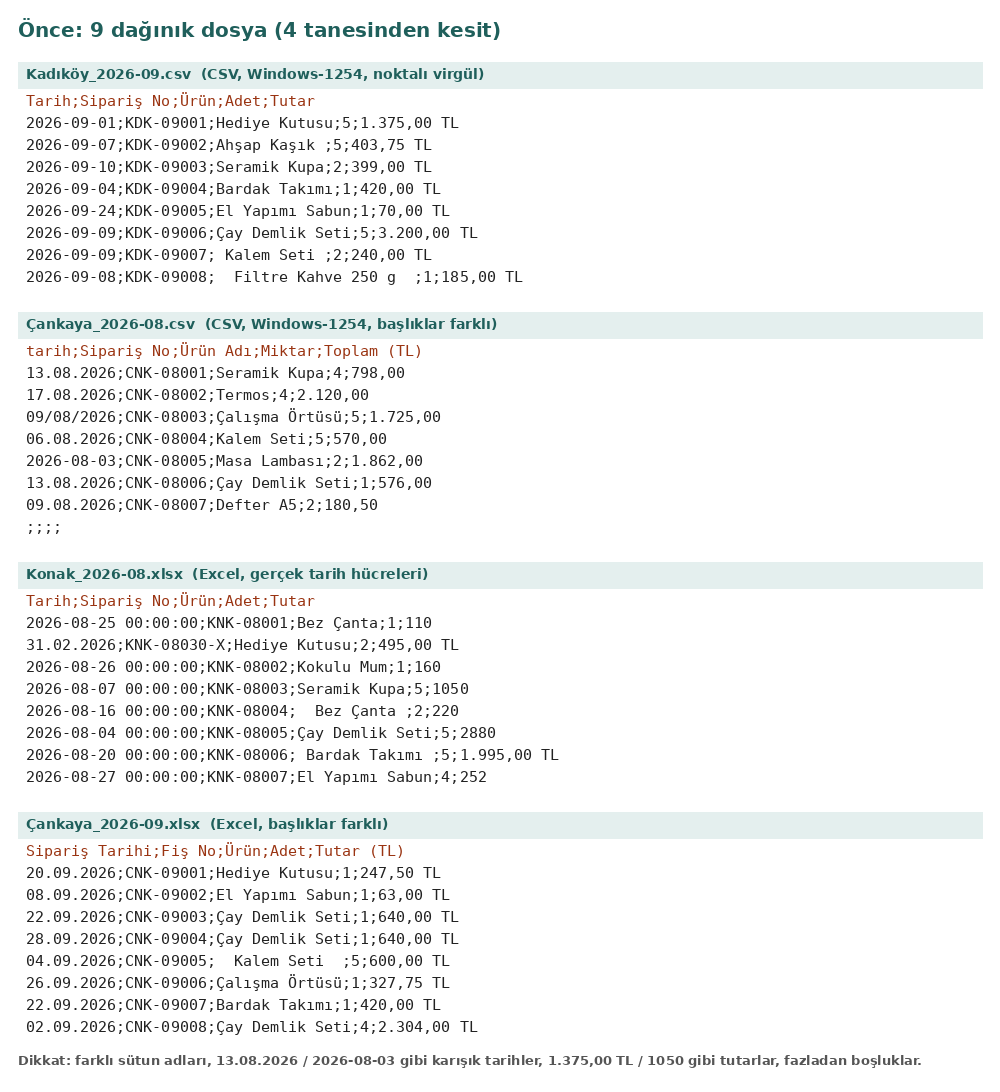 Önce: 9 dağınık dosya (4 tanesinden kesit)
Kadıköy_2026-09.csv  (CSV, Windows-1254, noktalı virgül)
Tarih;Sipariş No;Ürün;Adet;Tutar
2026-09-01;KDK-09001;Hediye Kutusu;5;1.375,00 TL
2026-09-07;KDK-09002;Ahşap Kaşık ;5;403,75 TL
2026-09-10;KDK-09003;Seramik Kupa;2;399,00 TL
2026-09-04;KDK-09004;Bardak Takımı;1;420,00 TL
2026-09-24;KDK-09005;El Yapımı Sabun;1;70,00 TL
2026-09-09;KDK-09006;Çay Demlik Seti;5;3.200,00 TL
2026-09-09;KDK-09007; Kalem Seti ;2;240,00 TL
2026-09-08;KDK-09008;  Filtre Kahve 250 g  ;1;185,00 TL
Çankaya_2026-08.csv  (CSV, Windows-1254, başlıklar farklı)
tarih;Sipariş No;Ürün Adı;Miktar;Toplam (TL)
13.08.2026;CNK-08001;Seramik Kupa;4;798,00
17.08.2026;CNK-08002;Termos;4;2.120,00
09/08/2026;CNK-08003;Çalışma Örtüsü;5;1.725,00
06.08.2026;CNK-08004;Kalem Seti;5;570,00
2026-08-03;CNK-08005;Masa Lambası;2;1.862,00
13.08.2026;CNK-08006;Çay Demlik Seti;1;576,00
09.08.2026;CNK-08007;Defter A5;2;180,50
;;;;
Konak_2026-08.xlsx  (Excel, gerçek tarih hücreleri)
Tarih;Sipariş No;Ürün;Adet;Tutar
2026-08-25 00:00:00;KNK-08001;Bez Çanta;1;110
31.02.2026;KNK-08030-X;Hediye Kutusu;2;495,00 TL
2026-08-26 00:00:00;KNK-08002;Kokulu Mum;1;160
2026-08-07 00:00:00;KNK-08003;Seramik Kupa;5;1050
2026-08-16 00:00:00;KNK-08004;  Bez Çanta ;2;220
2026-08-04 00:00:00;KNK-08005;Çay Demlik Seti;5;2880
2026-08-20 00:00:00;KNK-08006; Bardak Takımı ;5;1.995,00 TL
2026-08-27 00:00:00;KNK-08007;El Yapımı Sabun;4;252
Çankaya_2026-09.xlsx  (Excel, başlıklar farklı)
Sipariş Tarihi;Fiş No;Ürün;Adet;Tutar (TL)
20.09.2026;CNK-09001;Hediye Kutusu;1;247,50 TL
08.09.2026;CNK-09002;El Yapımı Sabun;1;63,00 TL
22.09.2026;CNK-09003;Çay Demlik Seti;1;640,00 TL
28.09.2026;CNK-09004;Çay Demlik Seti;1;640,00 TL
04.09.2026;CNK-09005;  Kalem Seti  ;5;600,00 TL
26.09.2026;CNK-09006;Çalışma Örtüsü;1;327,75 TL
22.09.2026;CNK-09007;Bardak Takımı;1;420,00 TL
02.09.2026;CNK-09008;Çay Demlik Seti;4;2.304,00 TL
Dikkat: farklı sütun adları, 13.08.2026 / 2026-08-03 gibi karışık tarihler, 1.375,00 TL / 1050 gibi tutarlar, fazladan boşluklar.